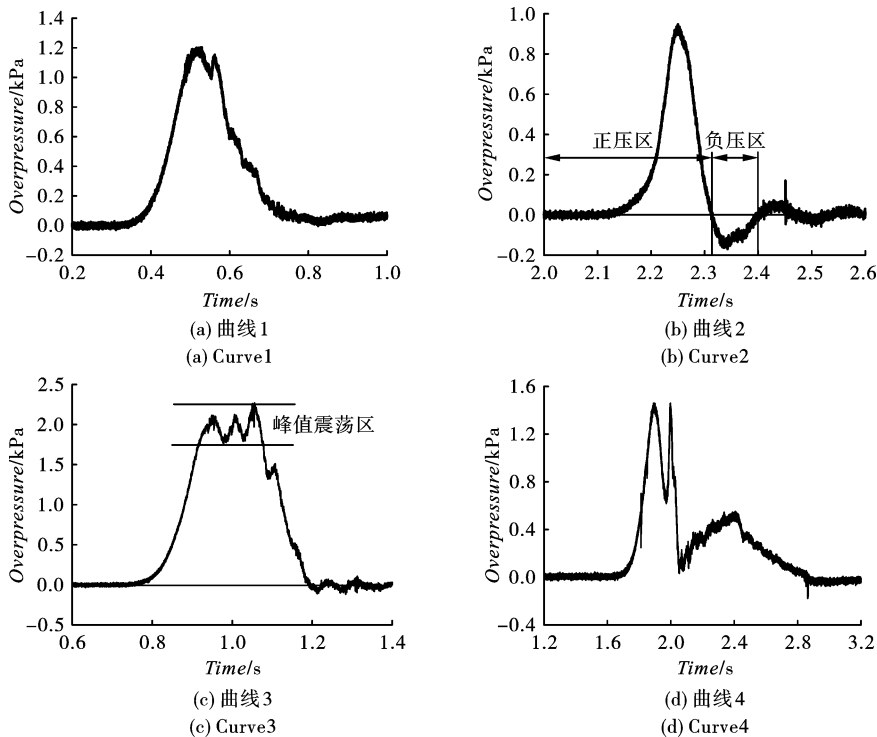 1.4
1.2
1.0
0.8
0.6
0.4
0.2
0.0
−0.2
Overpressure/kPa
0.2 0.4 0.6 0.8 1.0
Time/s
(a) 曲线1
(a) Curve1
1.0
0.8
0.6
0.4
0.2
0.0
−0.2
Overpressure/kPa
正压区 负压区
2.0 2.1 2.2 2.3 2.4 2.5 2.6
Time/s
(b) 曲线2
(b) Curve2
2.5
2.0
1.5
1.0
0.5
0.0
−0.5
Overpressure/kPa
峰值震荡区
0.6 0.8 1.0 1.2 1.4
Time/s
(c) 曲线3
(c) Curve3
1.6
1.2
0.8
0.4
0.0
−0.4
Overpressure/kPa
1.2 1.6 2.0 2.4 2.8 3.2
Time/s
(d) 曲线4
(d) Curve4